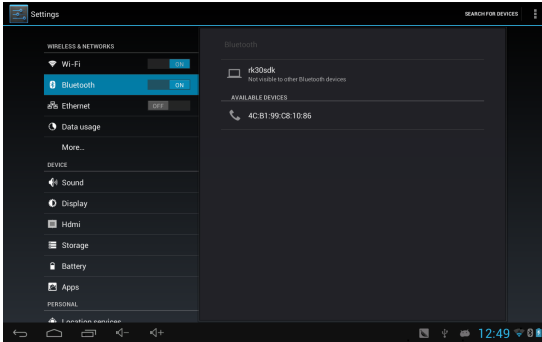 Settings
SEARCH FOR DEVICES
WIRELESS & NETWORKS
Wi-Fi
ON
Bluetooth
ON
Ethernet
OFF
Data usage
More...
DEVICE
Sound
Display
Hdmi
Storage
Battery
Apps
PERSONAL
Location services
Bluetooth
rk30sdk
Not visible to other Bluetooth devices
AVAILABLE DEVICES
4C:B1:99:C8:10:86
12:49